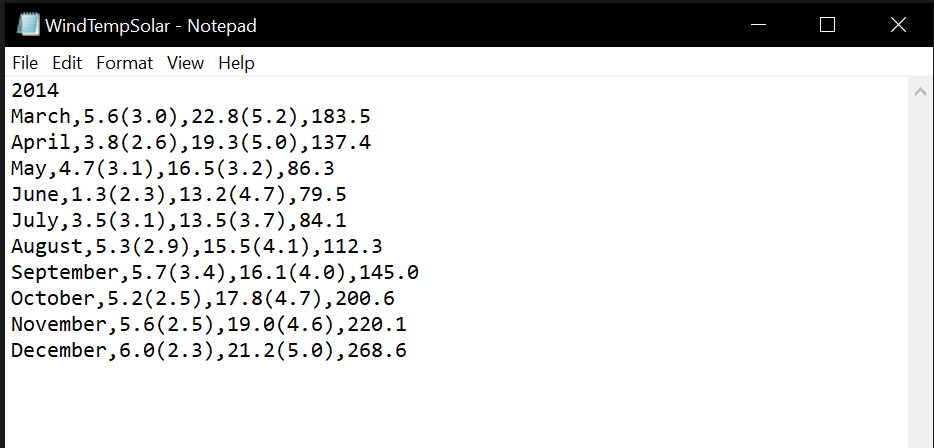 WindTempSolar - Notepad
File Edit Format View Help
2014
March,5.6(3.0),22.8(5.2),183.5
April,3.8(2.6),19.3(5.0),137.4
May,4.7(3.1),16.5(3.2),86.3
June,1.3(2.3),13.2(4.7),79.5
July,3.5(3.1),13.5(3.7),84.1
August,5.3(2.9),15.5(4.1),112.3
September,5.7(3.4),16.1(4.0),145.0
October,5.2(2.5),17.8(4.7),200.6
November,5.6(2.5),19.0(4.6),220.1
December,6.0(2.3),21.2(5.0),268.6